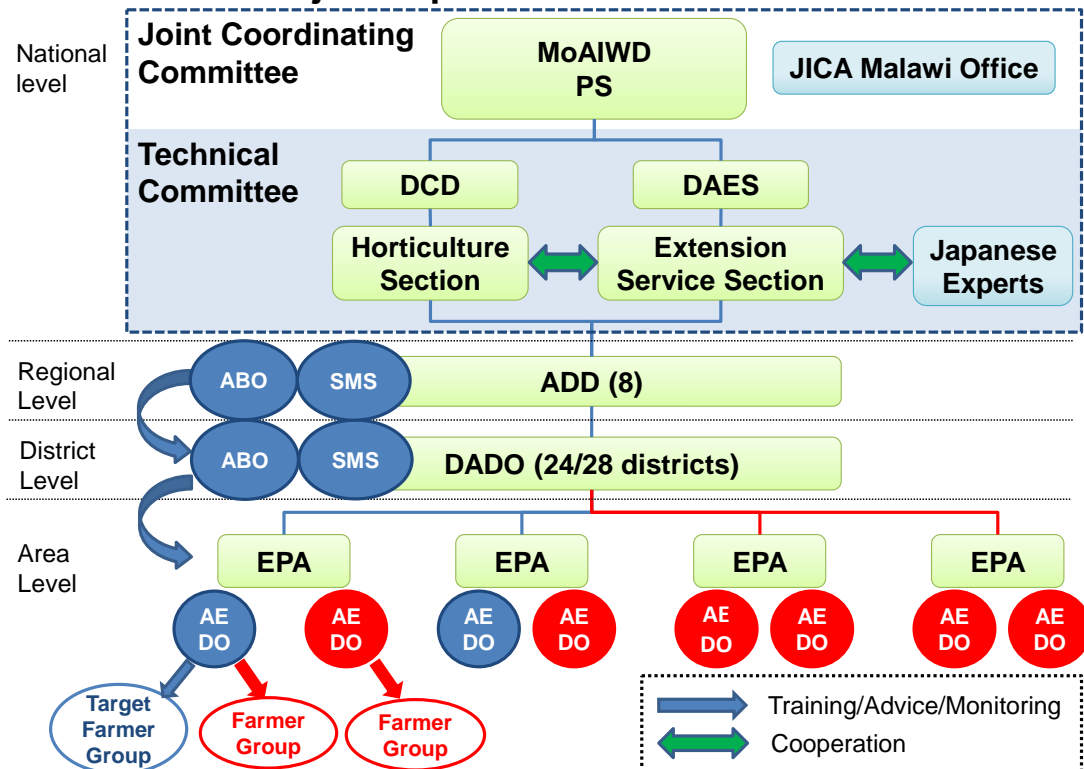 National
level
Joint Coordinating
Committee
MoAIWD
PS
JICA Malawi Office
Technical
Committee
DCD
DAES
Horticulture
Section
Extension
Service Section
Japanese
Experts
Regional
Level
ABO
SMS
ADD (8)
District
Level
ABO
SMS
DADO (24/28 districts)
Area
Level
EPA
EPA
EPA
EPA
AE
DO
AE
DO
AE
DO
AE
DO
AE
DO
AE
DO
AE
DO
AE
DO
Target
Farmer
Group
Farmer
Group
Farmer
Group
Training/Advice/Monitoring
Cooperation